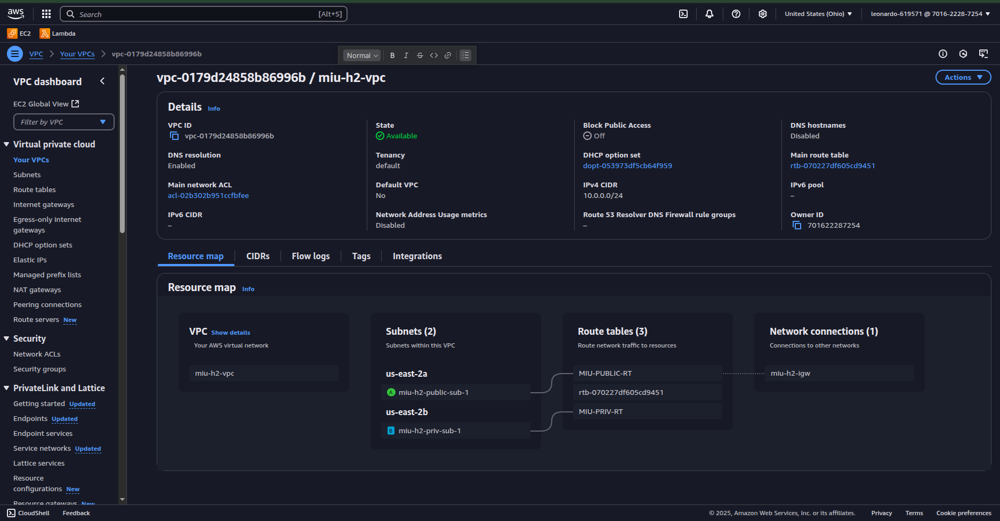 aws
Search [Alt+S]
United States (Ohio)
leonardo-619571 @ 7016-2228-7254
EC2
Lambda
VPC
Your VPCs
vpc-0179d24858b86996b
Normal
B I S <>
VPC dashboard
EC2 Global View
Filter by VPC
Virtual private cloud
Your VPCs
Subnets
Route tables
Internet gateways
Egress-only internet
gateways
DHCP option sets
Elastic IPs
Managed prefix lists
NAT gateways
Peering connections
Route servers New
Security
Network ACLs
Security groups
PrivateLink and Lattice
Getting started Updated
Endpoints Updated
Endpoint services
Service networks Updated
Lattice services
Resource
configurations New
Resource gateways New
vpc-0179d24858b86996b / miu-h2-vpc
Actions
Details Info
VPC ID
vpc-0179d24858b86996b
State
Available
Block Public Access
Off
DNS hostnames
Disabled
DNS resolution
Enabled
Tenancy
default
DHCP option set
dopt-053973df5cb64f959
Main route table
rtb-070227df605cd9451
Main network ACL
acl-02b302b951ccfbfee
Default VPC
No
IPv4 CIDR
10.0.0.0/24
IPv6 pool
–
IPv6 CIDR
–
Network Address Usage metrics
Disabled
Route 53 Resolver DNS Firewall rule groups
–
Owner ID
701622287254
Resource map
CIDRs
Flow logs
Tags
Integrations
Resource map Info
VPC Show details
Your AWS virtual network
miu-h2-vpc
Subnets (2)
Subnets within this VPC
us-east-2a
A miu-h2-public-sub-1
us-east-2b
B miu-h2-priv-sub-1
Route tables (3)
Route network traffic to resources
MIU-PUBLIC-RT
rtb-070227df605cd9451
MIU-PRIV-RT
Network connections (1)
Connections to other networks
miu-h2-igw
CloudShell
Feedback
© 2025, Amazon Web Services, Inc. or its affiliates.
Privacy
Terms
Cookie preferences